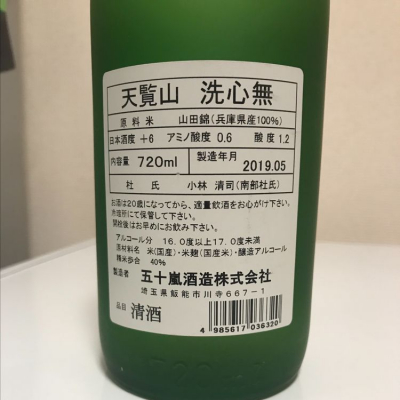 天覧山 洗心無
原料米 山田錦(兵庫県産100%)
日本酒度 +6 アミノ酸度 0.6 酸度 1.2
内容量 720ml 製造年月 2019.05
杜氏 小林 清司(南部杜氏)
お酒は20歳になってから、適量飲酒をお心がけ下さい。
冷暗所にて保管して下さい。
開栓後はお早めにお飲み下さい。
アルコール分 16.0度以上17.0度未満
原材料名 米(国産)・米麹(国産米)・醸造アルコール
精米歩合 40%
製造者 五十嵐酒造株式会社
埼玉県飯能市川寺667-1
品目 清酒
4 985617 036320